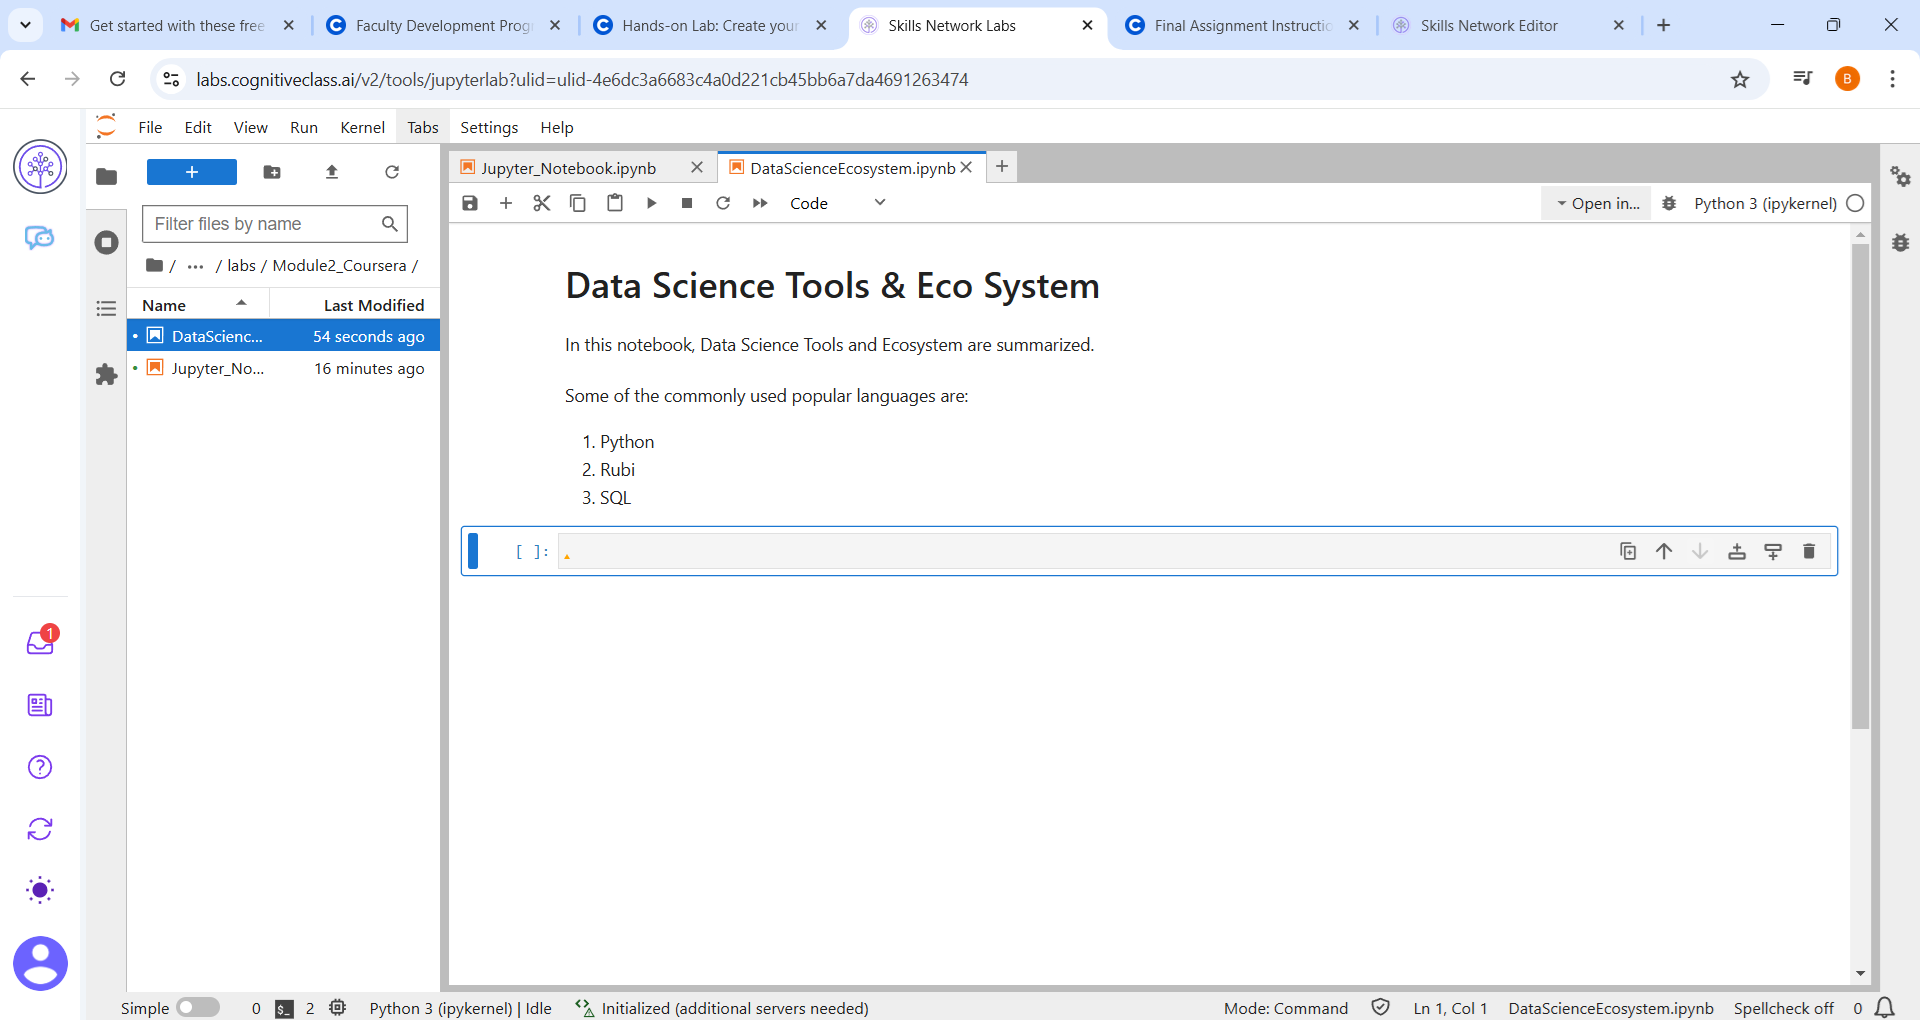 Get started with these free
Faculty Development Prog
Hands-on Lab: Create your
Skills Network Labs
Final Assignment Instructio
Skills Network Editor
labs.cognitiveclass.ai/v2/tools/jupyterlab?ulid=ulid-4e6dc3a6683c4a0d221cb45bb6a7da4691263474
B
File Edit View Run Kernel Tabs Settings Help
Jupyter_Notebook.ipynb
DataScienceEcosystem.ipynb
Code
Open in...
Python 3 (ipykernel)
Filter files by name
/ ... / labs / Module2_Coursera /
Name Last Modified
DataScienc... 54 seconds ago
Jupyter_No... 16 minutes ago
Data Science Tools & Eco System
In this notebook, Data Science Tools and Ecosystem are summarized.
Some of the commonly used popular languages are:
1. Python
2. Rubi
3. SQL
[ ]:
1
Simple 0 2 Python 3 (ipykernel) | Idle Initialized (additional servers needed) Mode: Command Ln 1, Col 1 DataScienceEcosystem.ipynb Spellcheck off 0